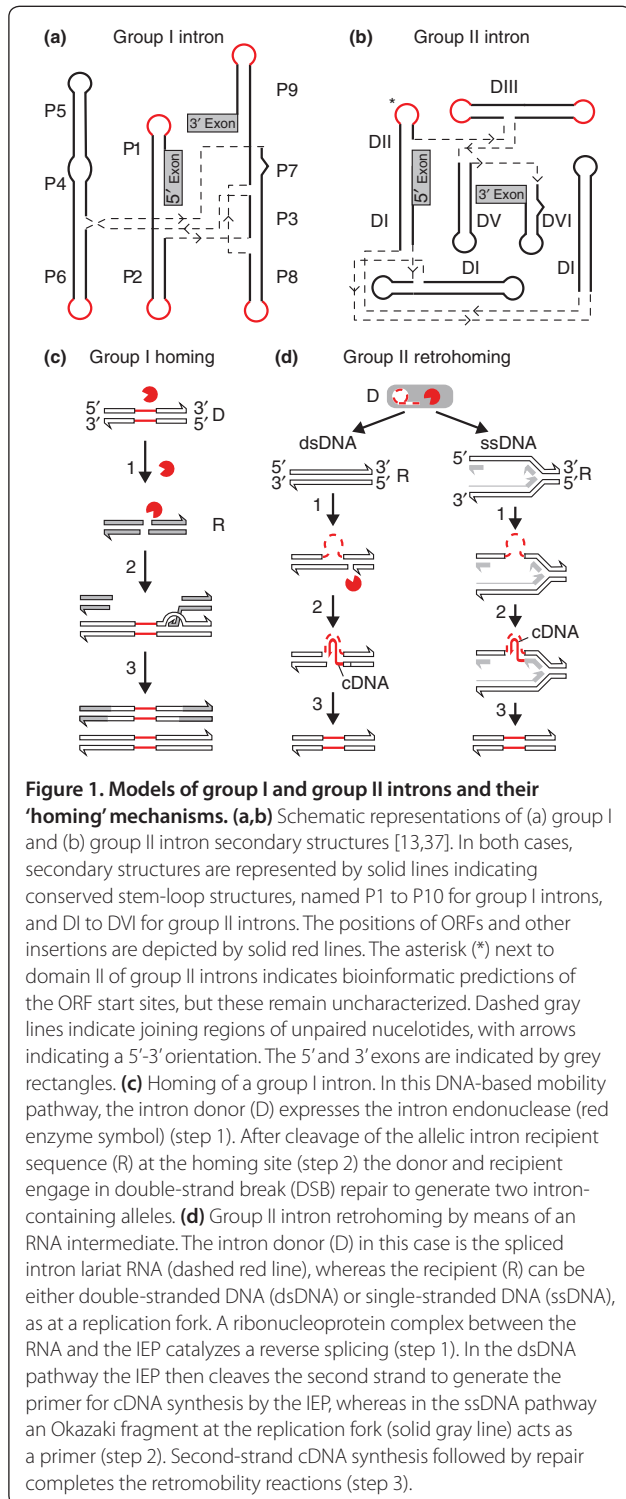 (a) Group I intron
P5
P4
P6
P1
5′ Exon
P2
3′ Exon
P9
P7
P3
P8
(b) Group II intron
*
DII
5′ Exon
DI
DIII
3′ Exon
DV
DVI
DI
DI
(c) Group I homing
5′ 3′
3′ 5′ D
1
R
2
3
(d) Group II retrohoming
D
dsDNA
5′ 3′
3′ 5′ R
1
2
cDNA
3
ssDNA
5′
3′
5′ R
3′
1
2
cDNA
3
Figure 1. Models of group I and group II introns and their
‘homing’ mechanisms. (a,b) Schematic representations of (a) group I
and (b) group II intron secondary structures [13,37]. In both cases,
secondary structures are represented by solid lines indicating
conserved stem-loop structures, named P1 to P10 for group I introns,
and DI to DVI for group II introns. The positions of ORFs and other
insertions are depicted by solid red lines. The asterisk (*) next to
domain II of group II introns indicates bioinformatic predictions of
the ORF start sites, but these remain uncharacterized. Dashed gray
lines indicate joining regions of unpaired nucelotides, with arrows
indicating a 5’-3’ orientation. The 5’ and 3’ exons are indicated by grey
rectangles. (c) Homing of a group I intron. In this DNA-based mobility
pathway, the intron donor (D) expresses the intron endonuclease (red
enzyme symbol) (step 1). After cleavage of the allelic intron recipient
sequence (R) at the homing site (step 2) the donor and recipient
engage in double-strand break (DSB) repair to generate two intron-
containing alleles. (d) Group II intron retrohoming by means of an
RNA intermediate. The intron donor (D) in this case is the spliced
intron lariat RNA (dashed red line), whereas the recipient (R) can be
either double-stranded DNA (dsDNA) or single-stranded DNA (ssDNA),
as at a replication fork. A ribonucleoprotein complex between the
RNA and the IEP catalyzes a reverse splicing (step 1). In the dsDNA
pathway the IEP then cleaves the second strand to generate the
primer for cDNA synthesis by the IEP, whereas in the ssDNA pathway
an Okazaki fragment at the replication fork (solid gray line) acts as
a primer (step 2). Second-strand cDNA synthesis followed by repair
completes the retromobility reactions (step 3).